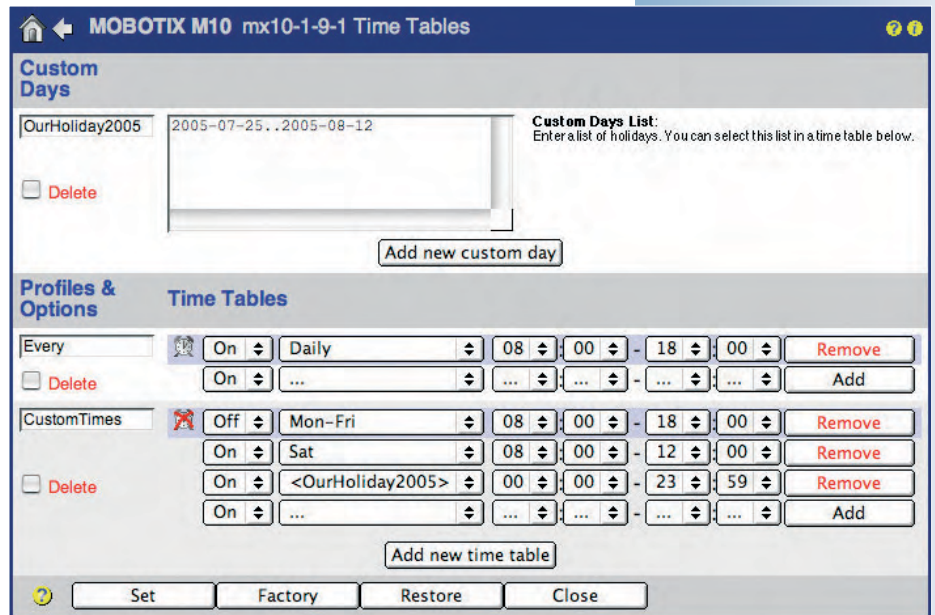 MOBOTIX M10 mx10-1-9-1 Time Tables
Custom Days
OurHoliday2005
2005-07-25..2005-08-12
Custom Days List:
Enter a list of holidays. You can select this list in a time table below.
Delete
Add new custom day
Profiles & Options
Time Tables
Every
On Daily 08 : 00 - 18 : 00 Remove
Delete
On ... ... : ... - ... : ... Add
CustomTimes
Off Mon-Fri 08 : 00 - 18 : 00 Remove
On Sat 08 : 00 - 12 : 00 Remove
Delete
On <OurHoliday2005> 00 : 00 - 23 : 59 Remove
On ... ... : ... - ... : ... Add
Add new time table
? Set Factory Restore Close